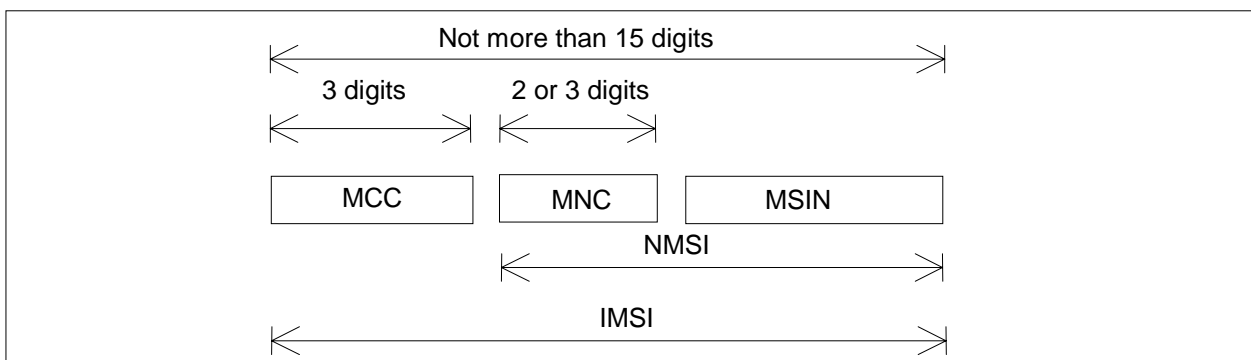 Not more than 15 digits
3 digits 2 or 3 digits
MCC MNC MSIN
NMSI
IMSI